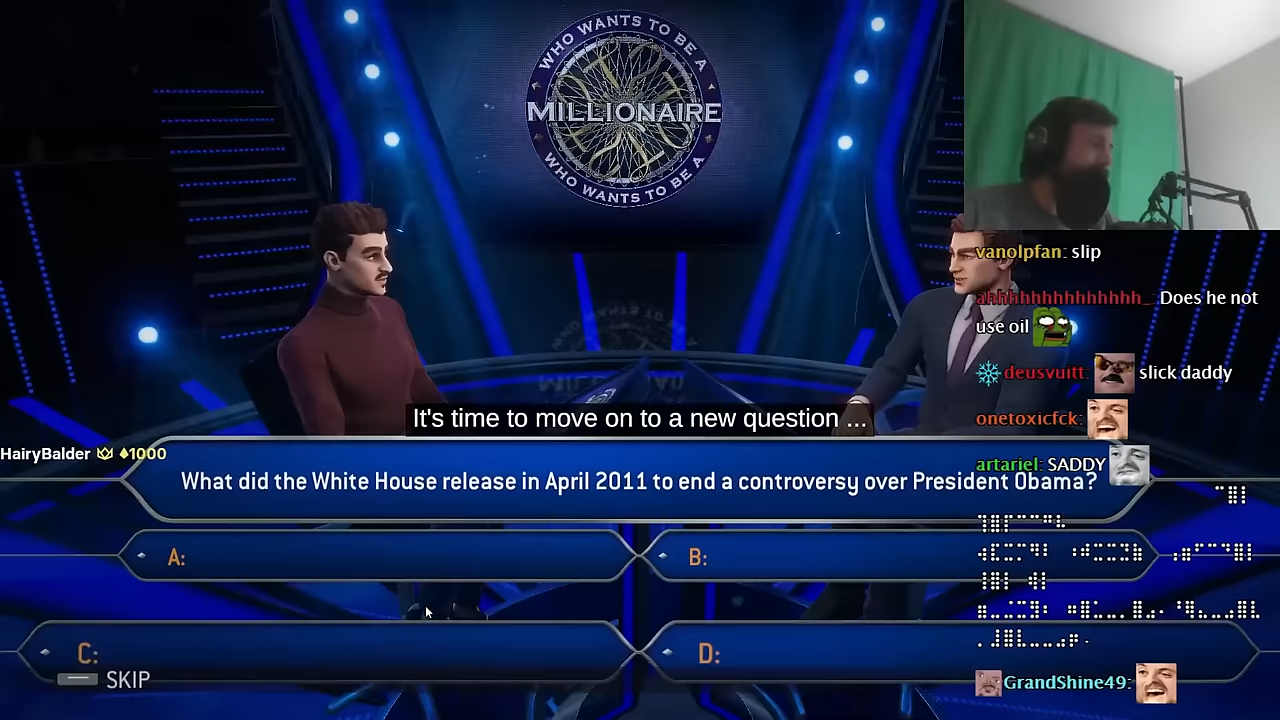 WHO WANTS TO BE A
MILLIONAIRE
WHO WANTS TO BE A
vanolpfan: slip
ahhhhhhhhhhhhhh_: Does he not
use oil
deusvuitt: slick daddy
onetoxicfck:
artariel: SADDY
It's time to move on to a new question ...
HairyBalder 1000
What did the White House release in April 2011 to end a controversy over President Obama?
A:
B:
C:
D:
SKIP
GrandShine49: